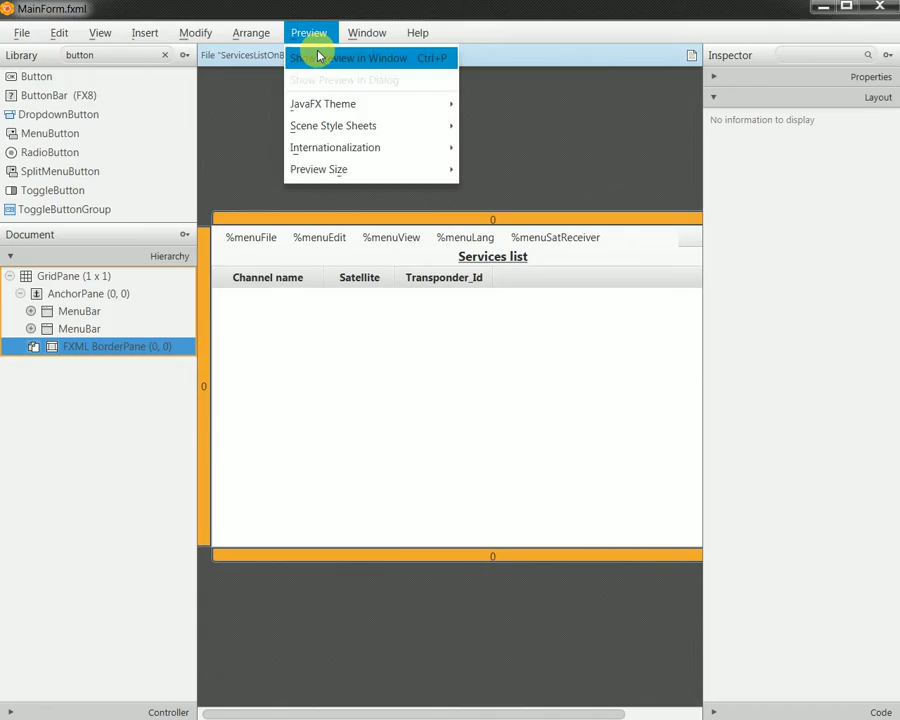 MainForm.fxml
File Edit View Insert Modify Arrange Preview Window Help
Library button
File "ServicesListOn
Inspector
Show Preview in Window Ctrl+P
Show Preview in Dialog
JavaFX Theme
Scene Style Sheets
Internationalization
Preview Size
Button
ButtonBar (FX8)
DropdownButton
MenuButton
RadioButton
SplitMenuButton
ToggleButton
ToggleButtonGroup
Properties
Layout
No information to display
Document
Hierarchy
GridPane (1 x 1)
AnchorPane (0, 0)
MenuBar
MenuBar
FXML BorderPane (0, 0)
0
0
%menuFile %menuEdit %menuView %menuLang %menuSatReceiver
Services list
Channel name Satellite Transponder_Id
0
Controller
Code